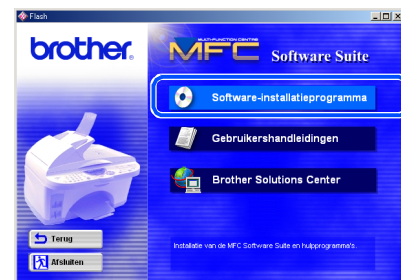 Flash
brother.
MULTI-FUNCTION CENTRE
MFC
Software Suite
Software-installatieprogramma
Gebruikershandleidingen
Brother Solutions Center
Terug
Afsluiten
Installatie van de MFC Software Suite en hulpprogramma's.